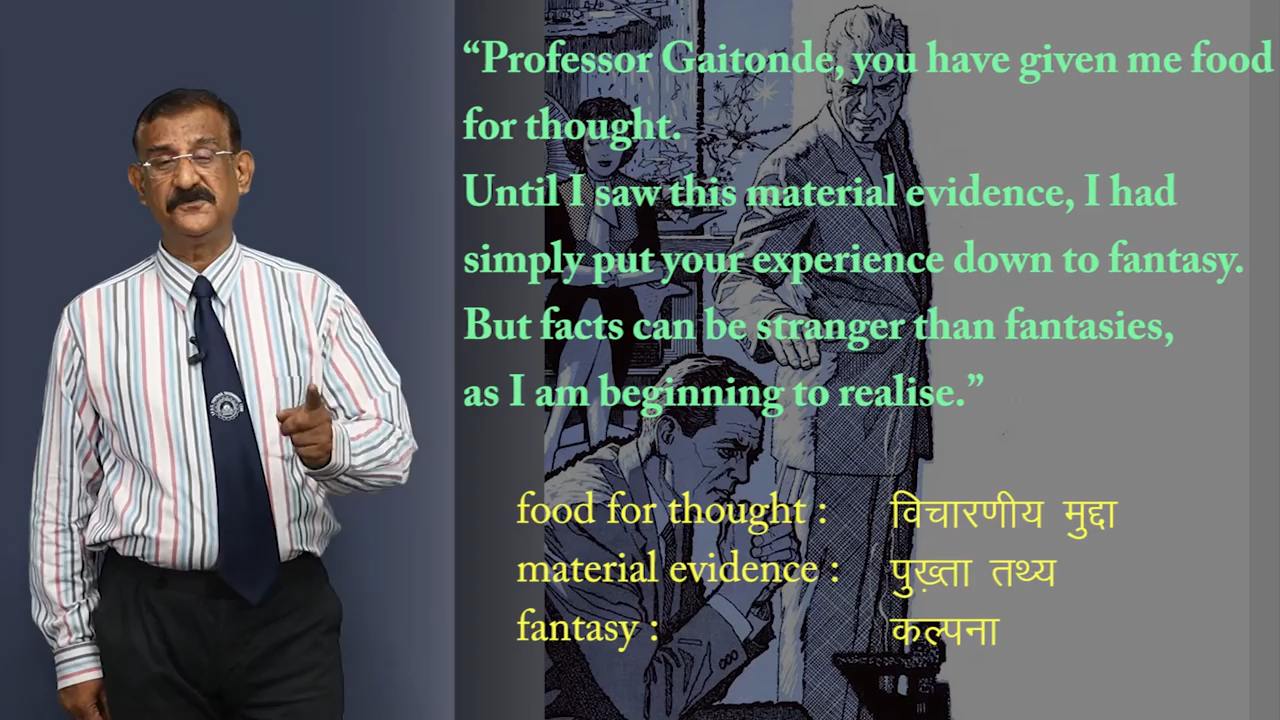 “Professor Gaitonde, you have given me food
for thought.
Until I saw this material evidence, I had
simply put your experience down to fantasy.
But facts can be stranger than fantasies,
as I am beginning to realise.”
food for thought : विचारणीय मुद्दा
material evidence : पुख़्ता तथ्य
fantasy : कल्पना